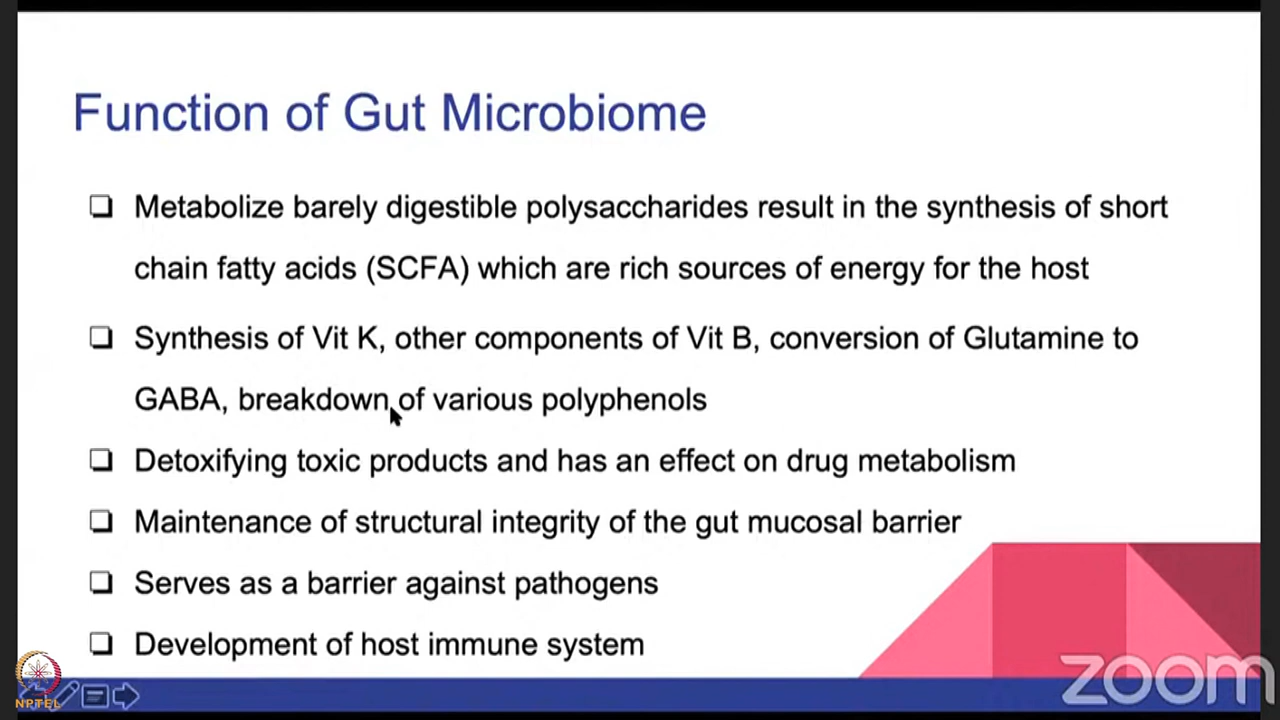 Function of Gut Microbiome
Metabolize barely digestible polysaccharides result in the synthesis of short
chain fatty acids (SCFA) which are rich sources of energy for the host
Synthesis of Vit K, other components of Vit B, conversion of Glutamine to
GABA, breakdown of various polyphenols
Detoxifying toxic products and has an effect on drug metabolism
Maintenance of structural integrity of the gut mucosal barrier
Serves as a barrier against pathogens
Development of host immune system
NPTEL
zoom